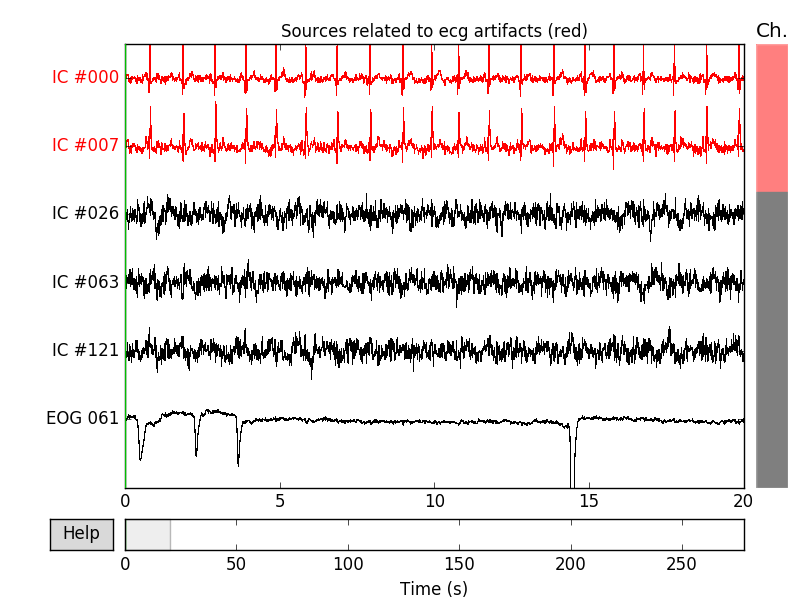 Sources related to ecg artifacts (red)
Ch.
IC #000
IC #007
IC #026
IC #063
IC #121
EOG 061
0 5 10 15 20
Help
0 50 100 150 200 250
Time (s)